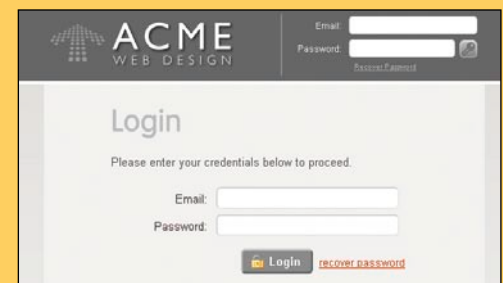 ACME
WEB DESIGN
Email:
Password:
Recover Password
Login
Please enter your credentials below to proceed.
Email:
Password:
Login recover password